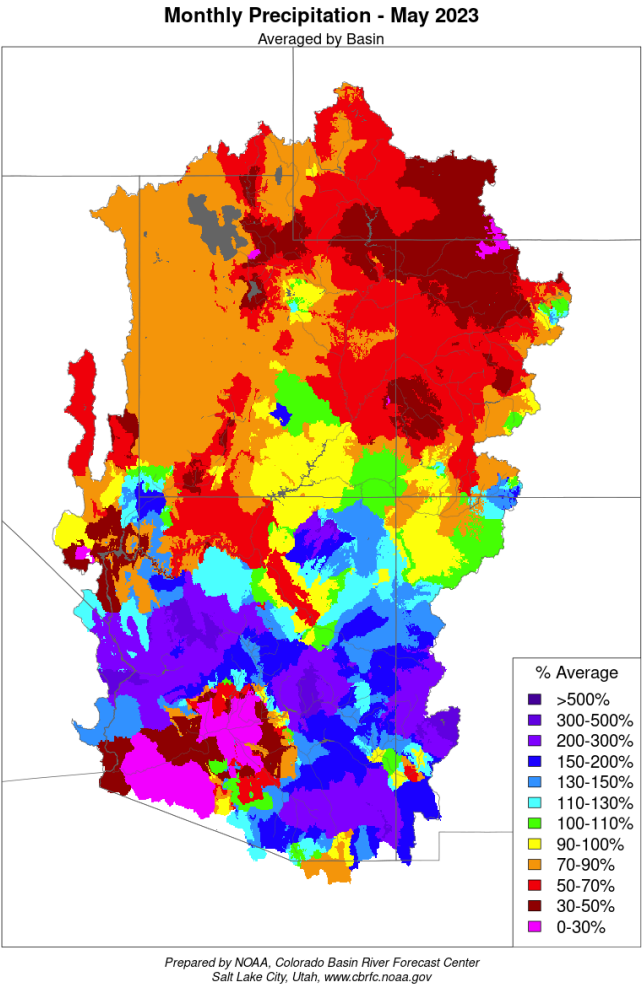 Monthly Precipitation - May 2023
Averaged by Basin
% Average
>500%
300-500%
200-300%
150-200%
130-150%
110-130%
100-110%
90-100%
70-90%
50-70%
30-50%
0-30%
Prepared by NOAA, Colorado Basin River Forecast Center
Salt Lake City, Utah, www.cbrfc.noaa.gov